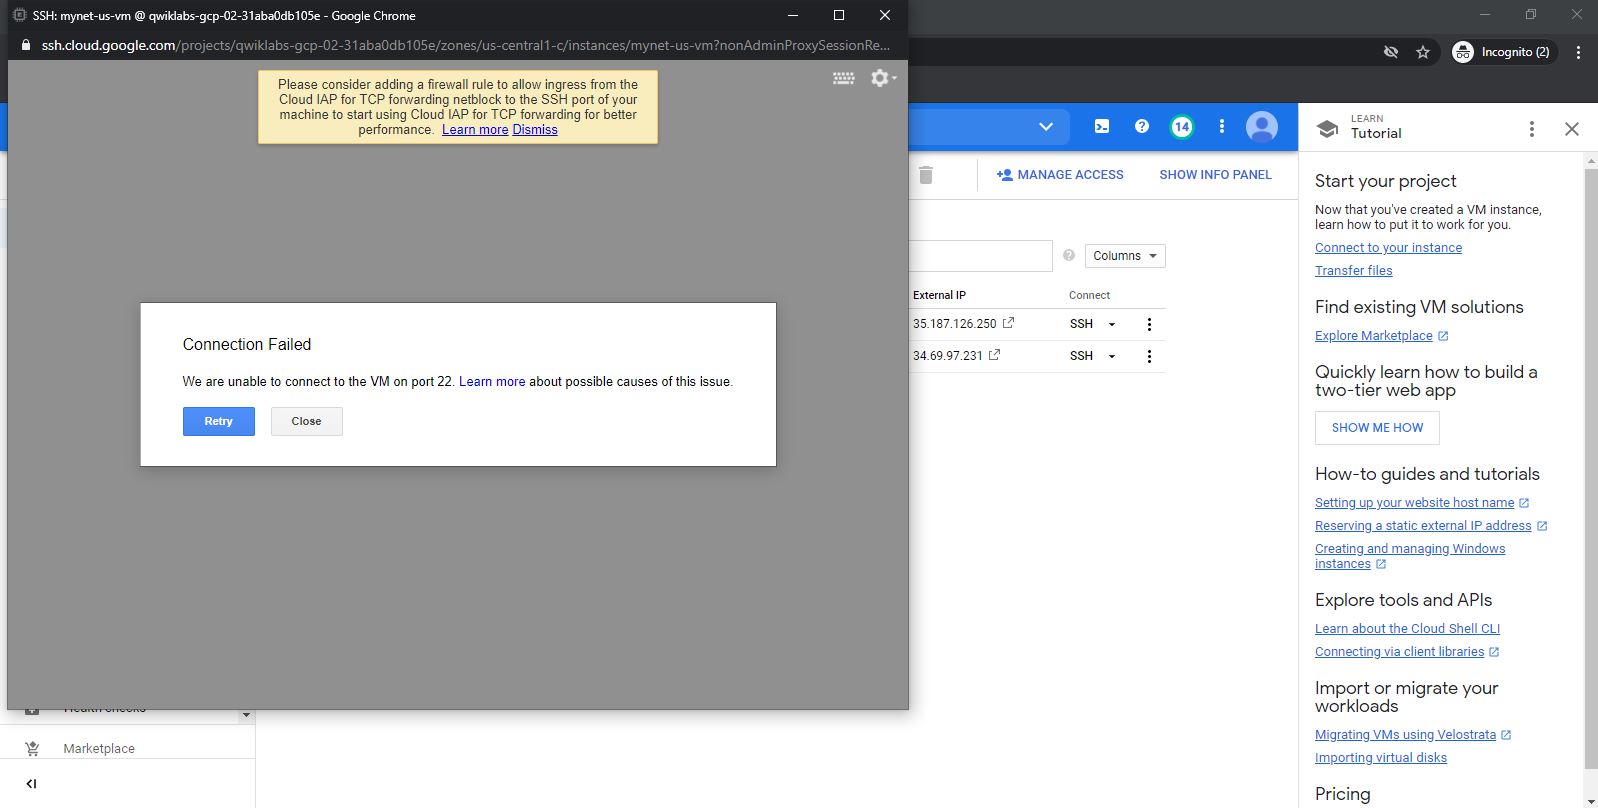 SSH: mynet-us-vm @ qwiklabs-gcp-02-31aba0db105e - Google Chrome
ssh.cloud.google.com/projects/qwiklabs-gcp-02-31aba0db105e/zones/us-central1-c/instances/mynet-us-vm?nonAdminProxySessionRe...
Incognito (2)
Please consider adding a firewall rule to allow ingress from the
Cloud IAP for TCP forwarding netblock to the SSH port of your
machine to start using Cloud IAP for TCP forwarding for better
performance. Learn more Dismiss
Connection Failed
We are unable to connect to the VM on port 22. Learn more about possible causes of this issue.
Retry
Close
14
MANAGE ACCESS
SHOW INFO PANEL
Columns
External IP
Connect
35.187.126.250
SSH
34.69.97.231
SSH
Health checks
Marketplace
LEARN
Tutorial
Start your project
Now that you've created a VM instance,
learn how to put it to work for you.
Connect to your instance
Transfer files
Find existing VM solutions
Explore Marketplace
Quickly learn how to build a
two-tier web app
SHOW ME HOW
How-to guides and tutorials
Setting up your website host name
Reserving a static external IP address
Creating and managing Windows
instances
Explore tools and APIs
Learn about the Cloud Shell CLI
Connecting via client libraries
Import or migrate your
workloads
Migrating VMs using Velostrata
Importing virtual disks
Pricing